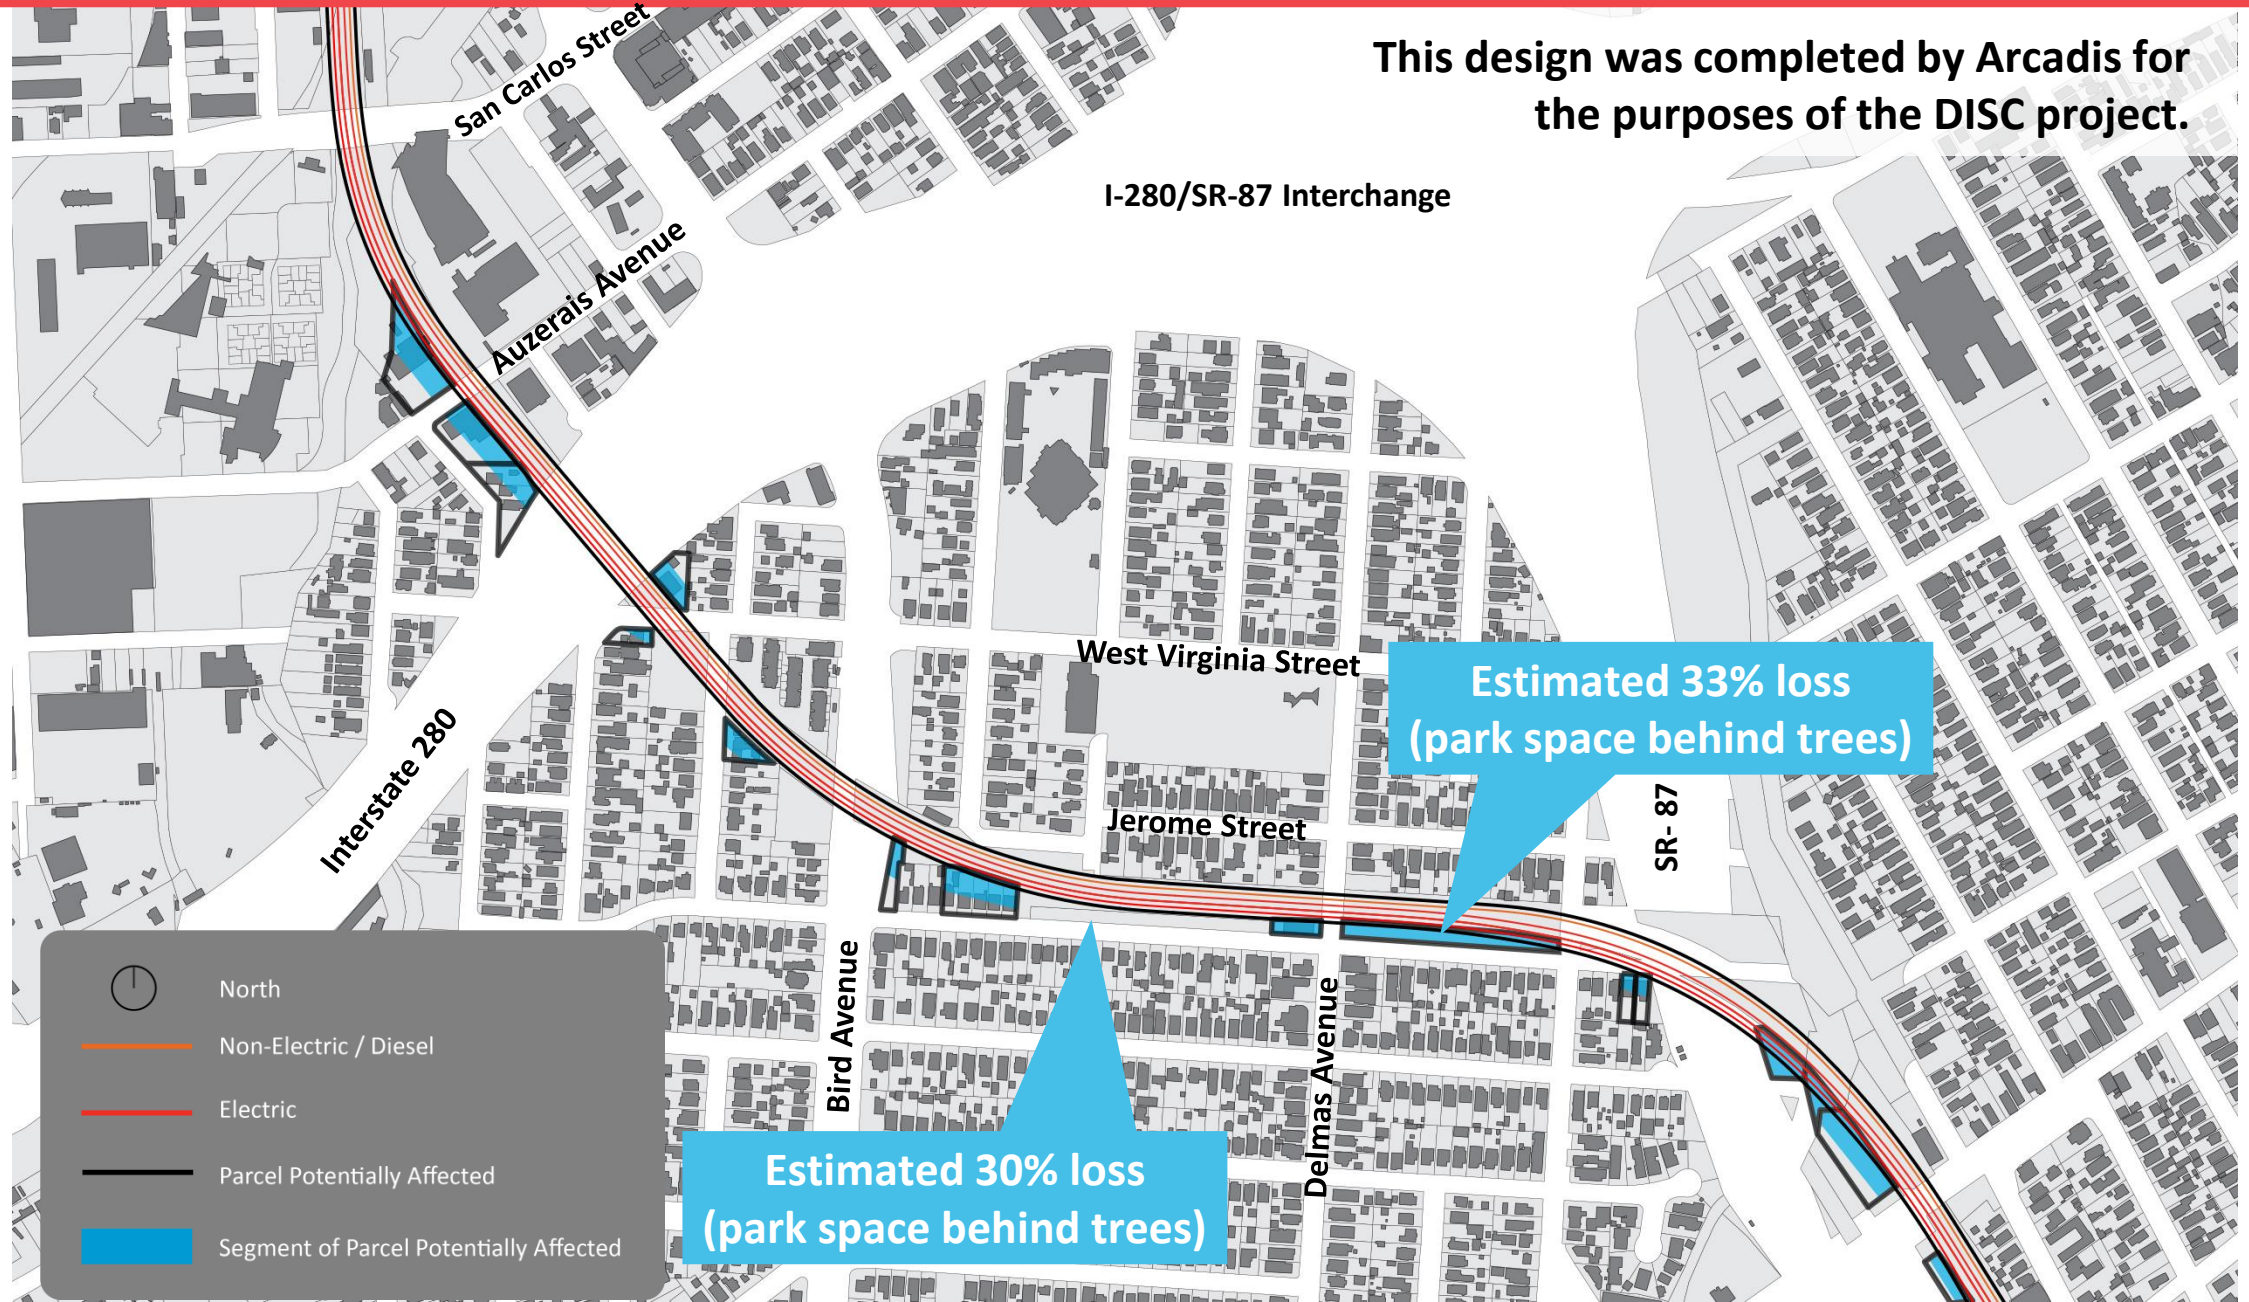 This design was completed by Arcadis for
the purposes of the DISC project.
San Carlos Street
I-280/SR-87 Interchange
Auzerais Avenue
West Virginia Street
Estimated 33% loss
(park space behind trees)
Interstate 280
Jerome Street
SR- 87
Bird Avenue
Delmas Avenue
Estimated 30% loss
(park space behind trees)
North
Non-Electric / Diesel
Electric
Parcel Potentially Affected
Segment of Parcel Potentially Affected